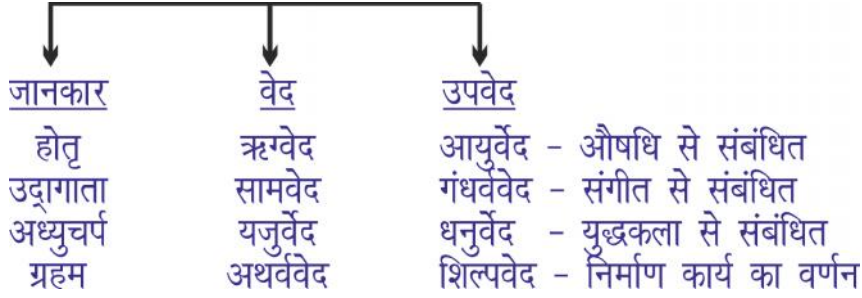 जानकार वेद उपवेद
होतृ ऋग्वेद आयुर्वेद - औषधि से संबंधित
उद्गाता सामवेद गंधर्ववेद - संगीत से संबंधित
अध्युचर्प यजुर्वेद धनुर्वेद - युद्धकला से संबंधित
ग्रहम अथर्ववेद शिल्पवेद - निर्माण कार्य का वर्णन